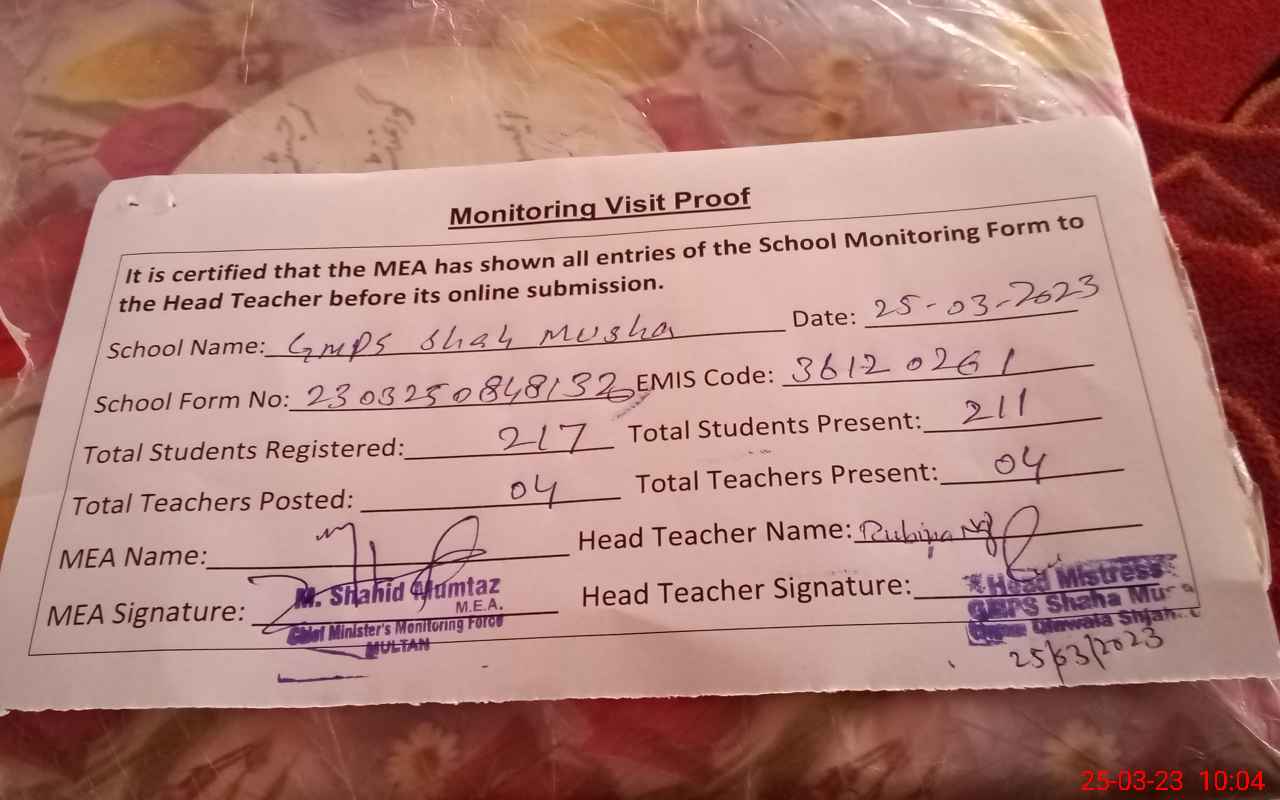 Monitoring Visit Proof
It is certified that the MEA has shown all entries of the School Monitoring Form to
the Head Teacher before its online submission.
School Name: GMPS Shah Musha Date: 25-03-2023
School Form No: 2303250848132 EMIS Code: 36120261
Total Students Registered: 217 Total Students Present: 211
Total Teachers Posted: 04 Total Teachers Present: 04
MEA Name: Head Teacher Name: Rubina
MEA Signature: Head Teacher Signature:
M. Shahid Mumtaz
M.E.A.
Chief Minister's Monitoring Force
MULTAN
Head Mistress
Shaha
25/03/2023
25-03-23 10:04